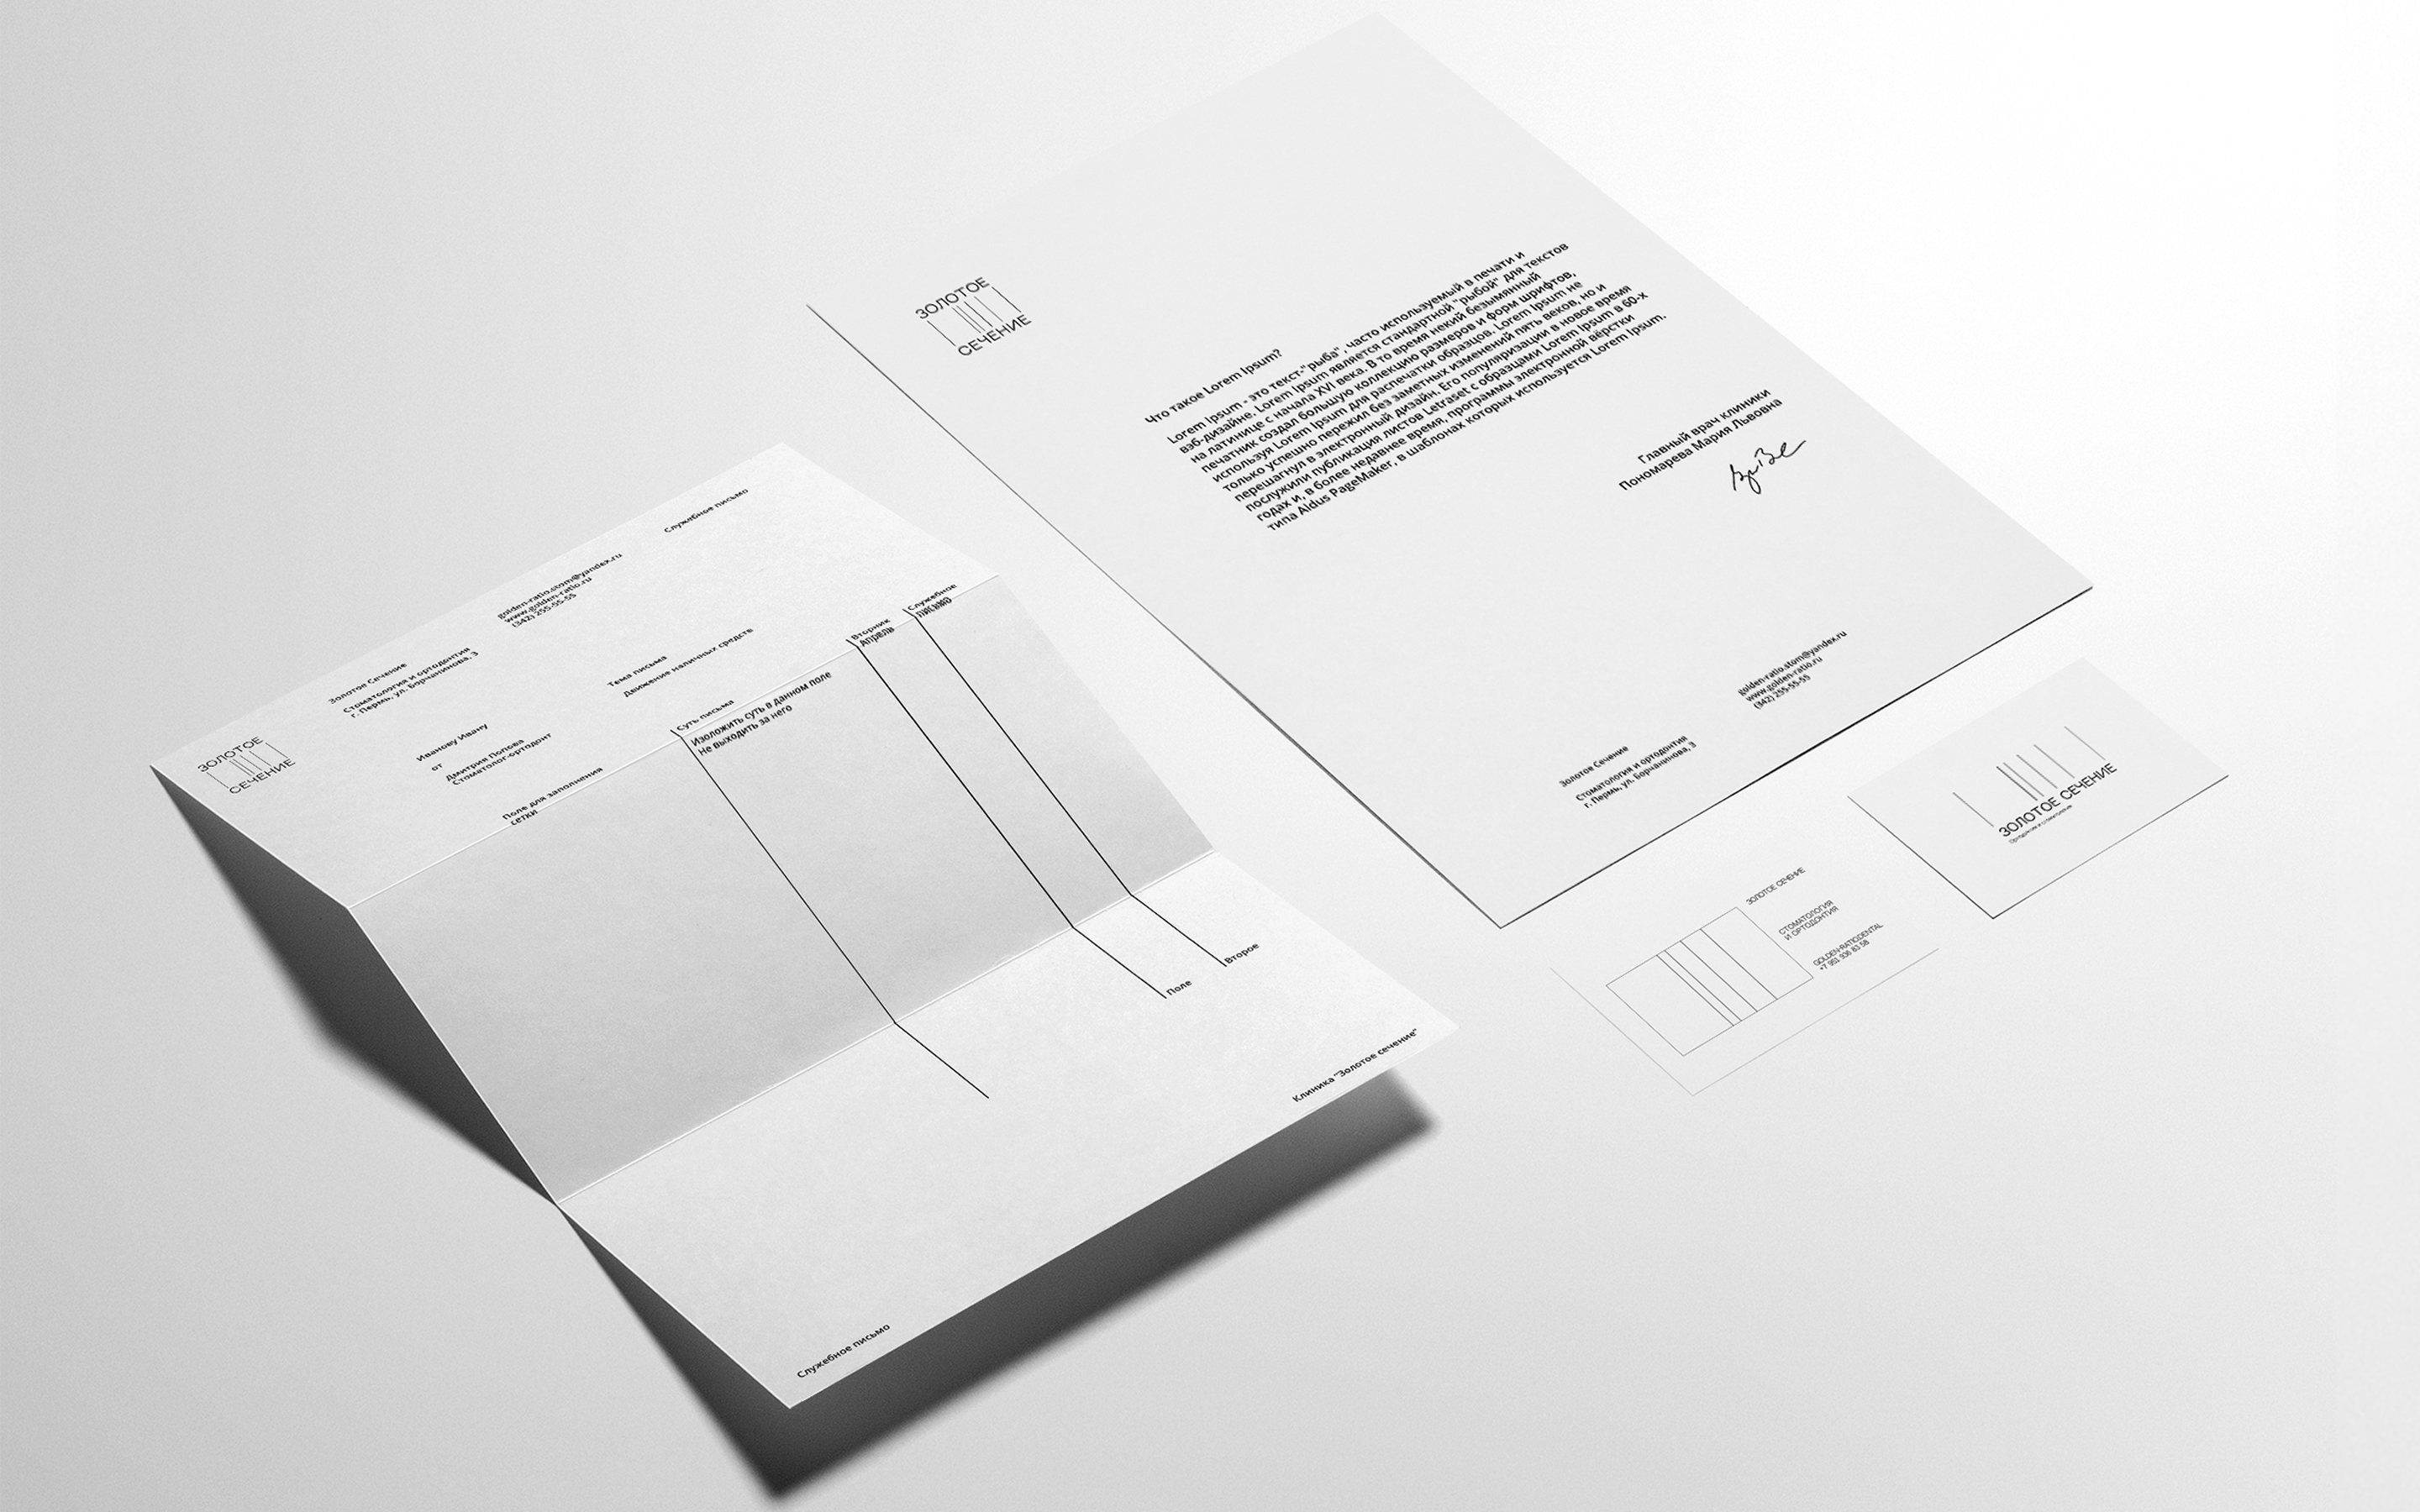 ЗОЛОТОЕ
СЕЧЕНИЕ
Что такое Lorem Ipsum?
Lorem Ipsum - это текст-"рыба", часто используемый в печати и
вэб-дизайне. Lorem Ipsum является стандартной "рыбой" для текстов
на латинице с начала XVI века. В то время некий безымянный
печатник создал большую коллекцию размеров и форм шрифтов,
используя Lorem Ipsum для распечатки образцов. Lorem Ipsum не
только успешно пережил без заметных изменений пять веков, но и
перешагнул в электронный дизайн. Его популяризации в новое время
послужили публикация листов Letraset с образцами Lorem Ipsum в 60-х
годах и, в более недавнее время, программы электронной вёрстки
типа Aldus PageMaker, в шаблонах которых используется Lorem Ipsum.
Главный врач клиники
Пономарева Мария Львовна
Золотое Сечение
Стоматология и ортодонтия
г. Пермь, ул. Борчанинова, 3
golden-ratio.stom@yandex.ru
www.golden-ratio.ru
(342) 255-55-55
ЗОЛОТОЕ
СЕЧЕНИЕ
Золотое Сечение
Стоматология и ортодонтия
г. Пермь, ул. Борчанинова, 3
golden-ratio.stom@yandex.ru
www.golden-ratio.ru
(342) 255-55-55
Служебное письмо
Иванову Ивану
от
Дмитрия Попова
Стоматолог-ортодонт
Тема письма
Движение наличных средств
Поле для заполнения
сетки
Суть письма
Изоложить суть в данном поле
Не выходить за него
Вторник
Апрель
Служебное
письмо
Поле
Второе
Служебное письмо
Клиника "Золотое сечение"
ЗОЛОТОЕ СЕЧЕНИЕ
СТОМАТОЛОГИЯ
И ОРТОДОНТИЯ
GOLDEN-RATIODENTAL
+7 951 936 83 58
ЗОЛОТОЕ СЕЧЕНИЕ